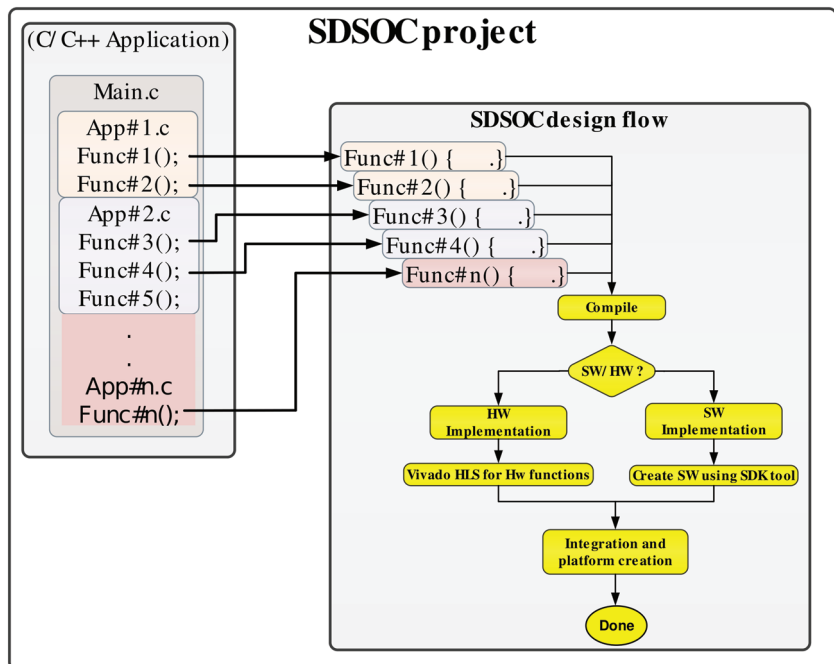 SDSOC project
(C/ C++ Application)
Main.c
App#1.c
Func#1();
Func#2();
App#2.c
Func#3();
Func#4();
Func#5();
.
.
App#n.c
Func#n();
SDSOC design flow
Func#1() { .}
Func#2() { .}
Func#3() { .}
Func#4() { .}
Func#n() { .}
Compile
SW/ HW ?
HW
Implementation
SW
Implementation
Vivado HLS for Hw functions
Create SW using SDK tool
Integration and
platform creation
Done